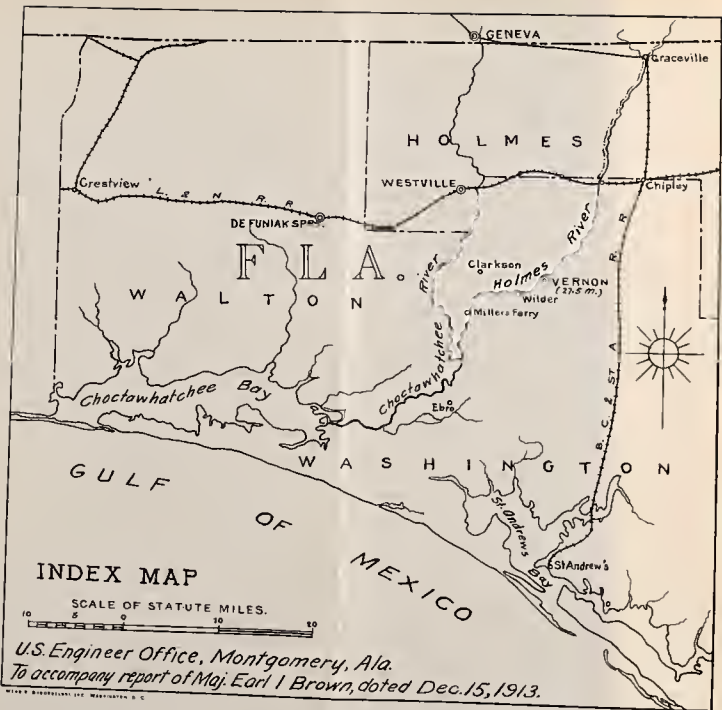 GENEVA
Graceville
HOLMES
Crestview
L & N R R
WESTVILLE
Chipley
DE FUNIAK SPRS.
FLA.
River
Clarkson
Holmes
River
VERNON
(27.5 m.)
Wilder
Millers Ferry
WALTON
Choctawhatchee Bay
Choctawhatchee
Ebro
B. C. & ST A R R
WASHINGTON
GULF
OF
MEXICO
St. Andrews
Bay
St Andrew's
INDEX MAP
SCALE OF STATUTE MILES.
10 5 0 10 20
U.S. Engineer Office, Montgomery, Ala.
To accompany report of Maj. Earl I Brown, dated Dec. 15, 1913.
WASHINGTON D C